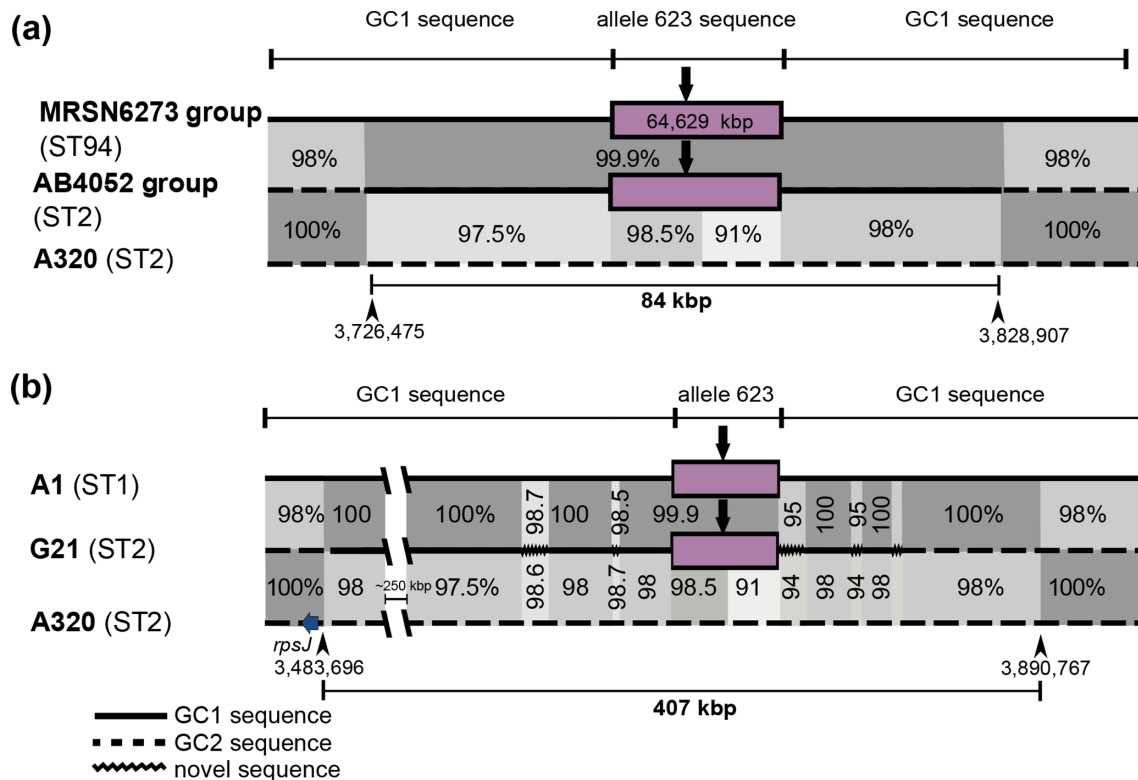 (a)
GC1 sequence allele 623 sequence GC1 sequence
MRSN6273 group
(ST94)
64,629 kbp
98% 99.9% 98%
AB4052 group
(ST2)
100% 97.5% 98.5% 91% 98% 100%
A320 (ST2)
84 kbp
3,726,475 3,828,907
(b)
GC1 sequence allele 623 GC1 sequence
A1 (ST1)
98% 100 100% 98.7 100 98.5 99.9 95 100 95 100 100% 98%
G21 (ST2)
100% 98 ~250 kbp 97.5% 98.6 98 98.7 98 98.5 91 94 98 94 98 98% 100%
A320 (ST2)
rpsJ
3,483,696 3,890,767
407 kbp
GC1 sequence
GC2 sequence
novel sequence